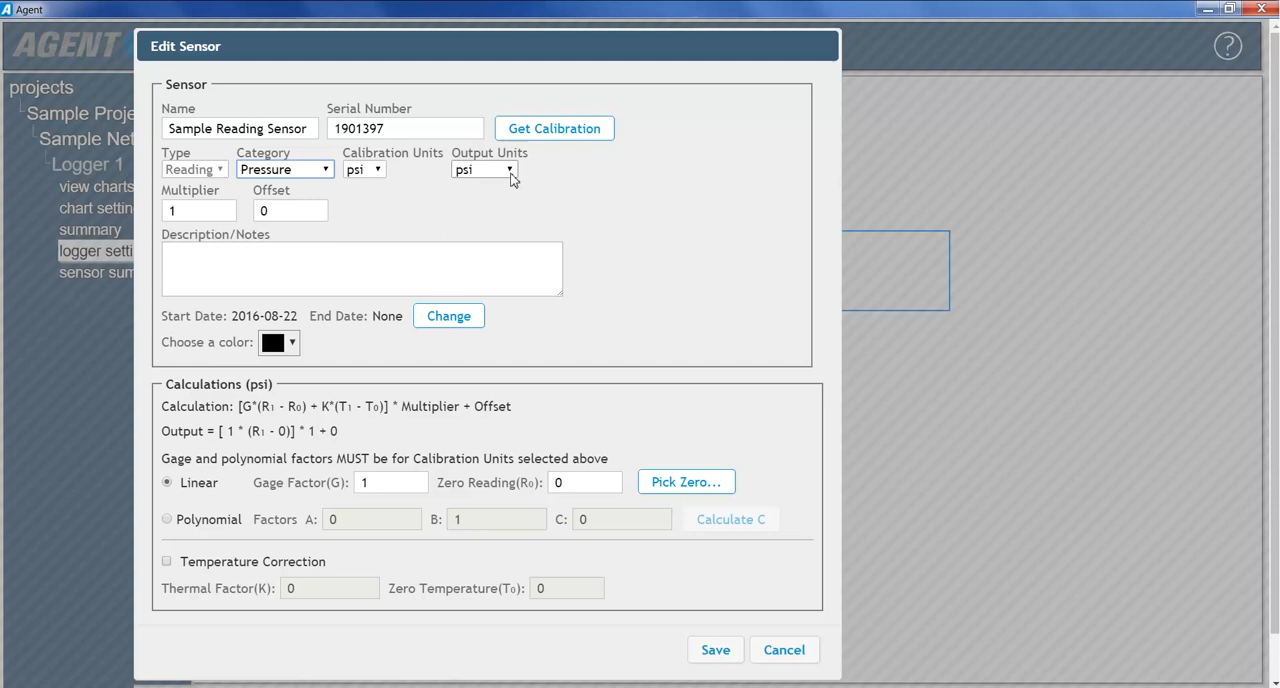 Agent
AGENT
?
projects
Sample Proje
Sample Net
Logger 1
view charts
chart settin
summary
logger setti
sensor sum
Edit Sensor
Sensor
Name Serial Number
Sample Reading Sensor 1901397 Get Calibration
Type Category Calibration Units Output Units
Reading Pressure psi psi
Multiplier Offset
1 0
Description/Notes
Start Date: 2016-08-22 End Date: None Change
Choose a color:
Calculations (psi)
Calculation: [G*(R₁ - R₀) + K*(T₁ - T₀)] * Multiplier + Offset
Output = [ 1 * (R₁ - 0)] * 1 + 0
Gage and polynomial factors MUST be for Calibration Units selected above
Linear Gage Factor(G): 1 Zero Reading(R₀): 0 Pick Zero...
Polynomial Factors A: 0 B: 1 C: 0 Calculate C
Temperature Correction
Thermal Factor(K): 0 Zero Temperature(T₀): 0
Save Cancel